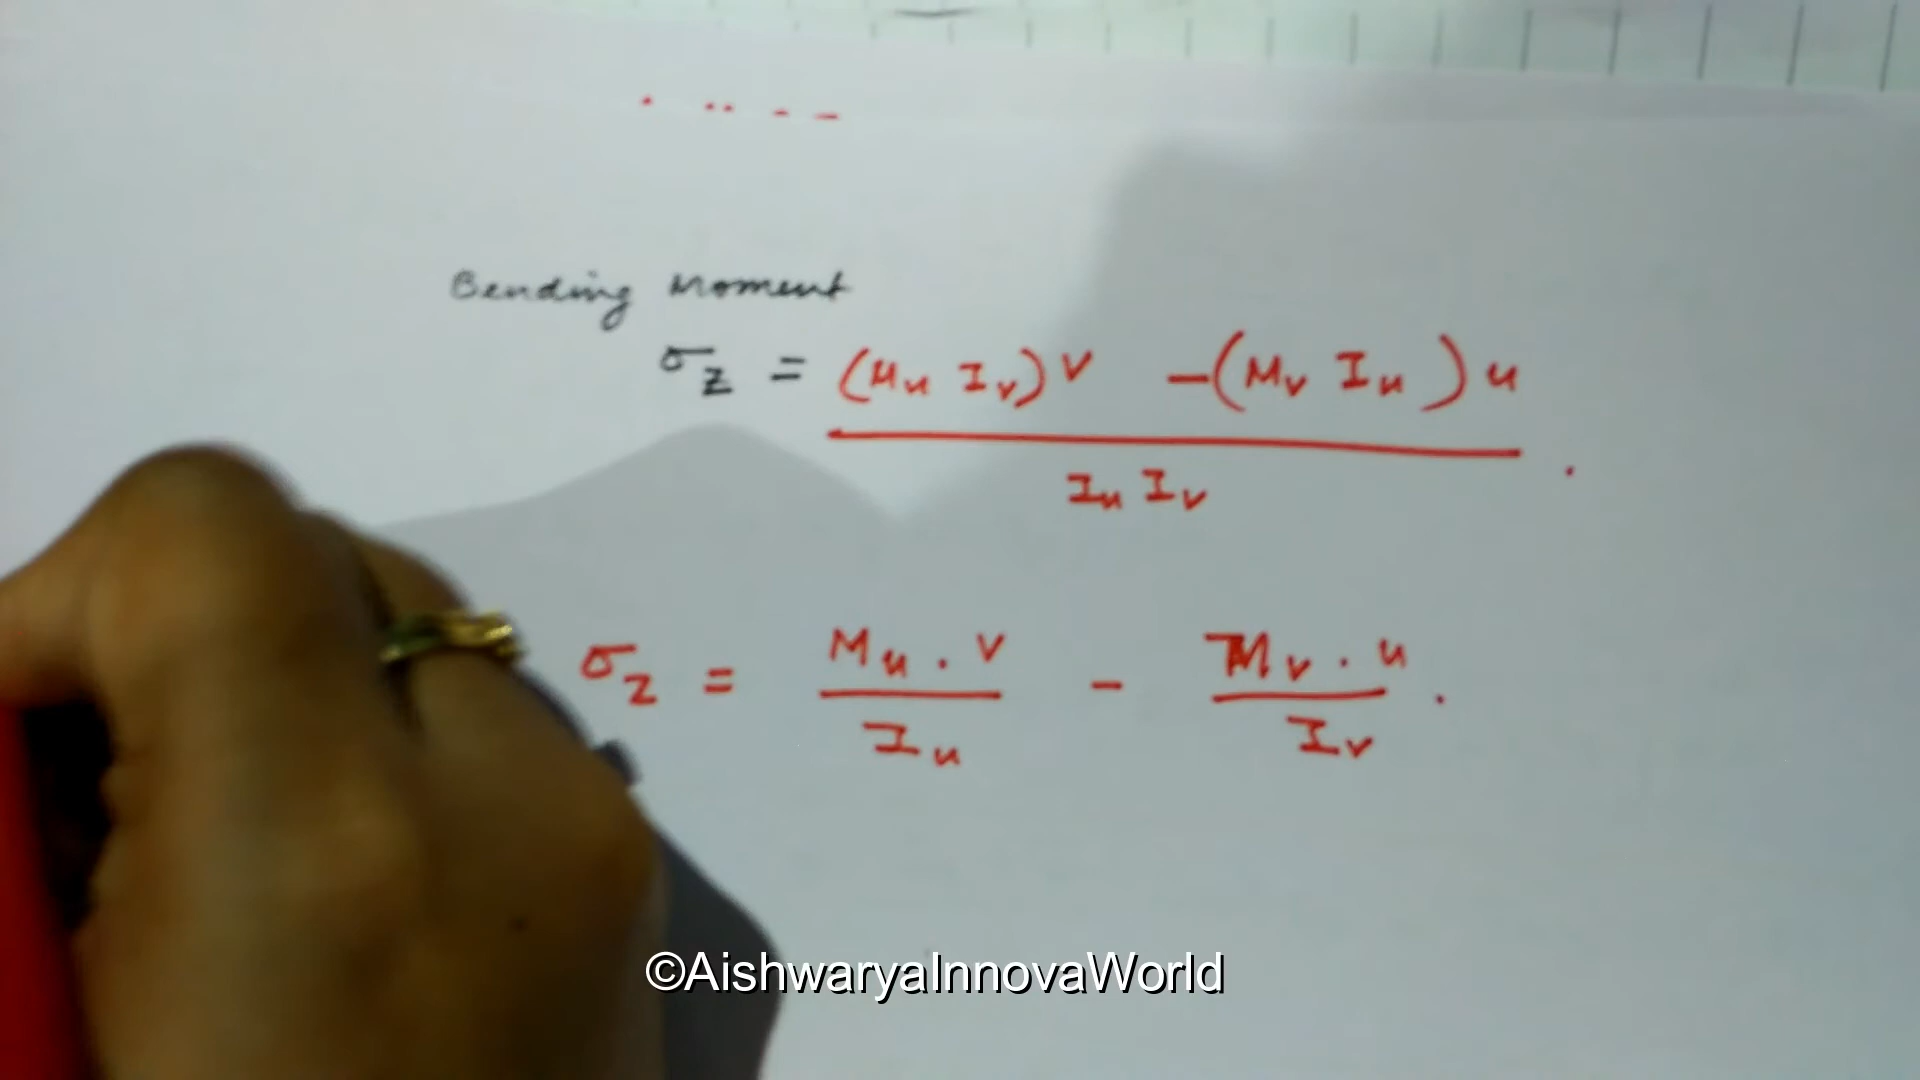 Bending Moment
σz = (Mu Iv) v - (Mv Iu) u
Iu Iv .
σz = Mu . v / Iu - Mv . u / Iv .
©AishwaryaInnovaWorld